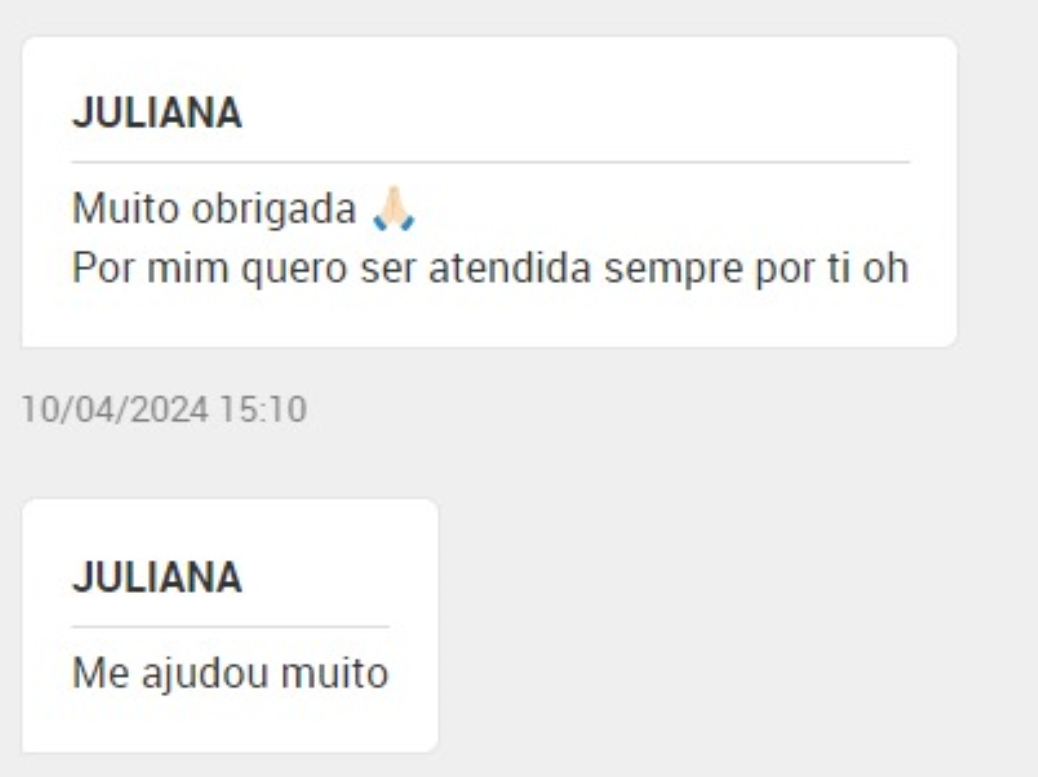 JULIANA
Muito obrigada 🙏🏻
Por mim quero ser atendida sempre por ti oh
10/04/2024 15:10
JULIANA
Me ajudou muito